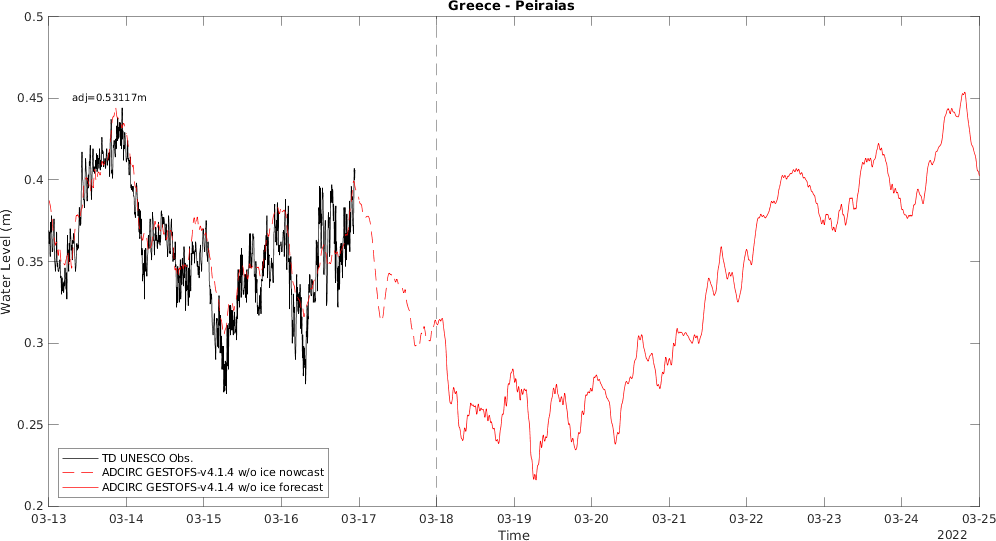 Greece - Peiraias
0.5
0.45
0.4
0.35
0.3
0.25
0.2
Water Level (m)
adj=0.53117m
TD UNESCO Obs.
ADCIRC GESTOFS-v4.1.4 w/o ice nowcast
ADCIRC GESTOFS-v4.1.4 w/o ice forecast
03-13 03-14 03-15 03-16 03-17 03-18 03-19 03-20 03-21 03-22 03-23 03-24 03-25
Time
2022